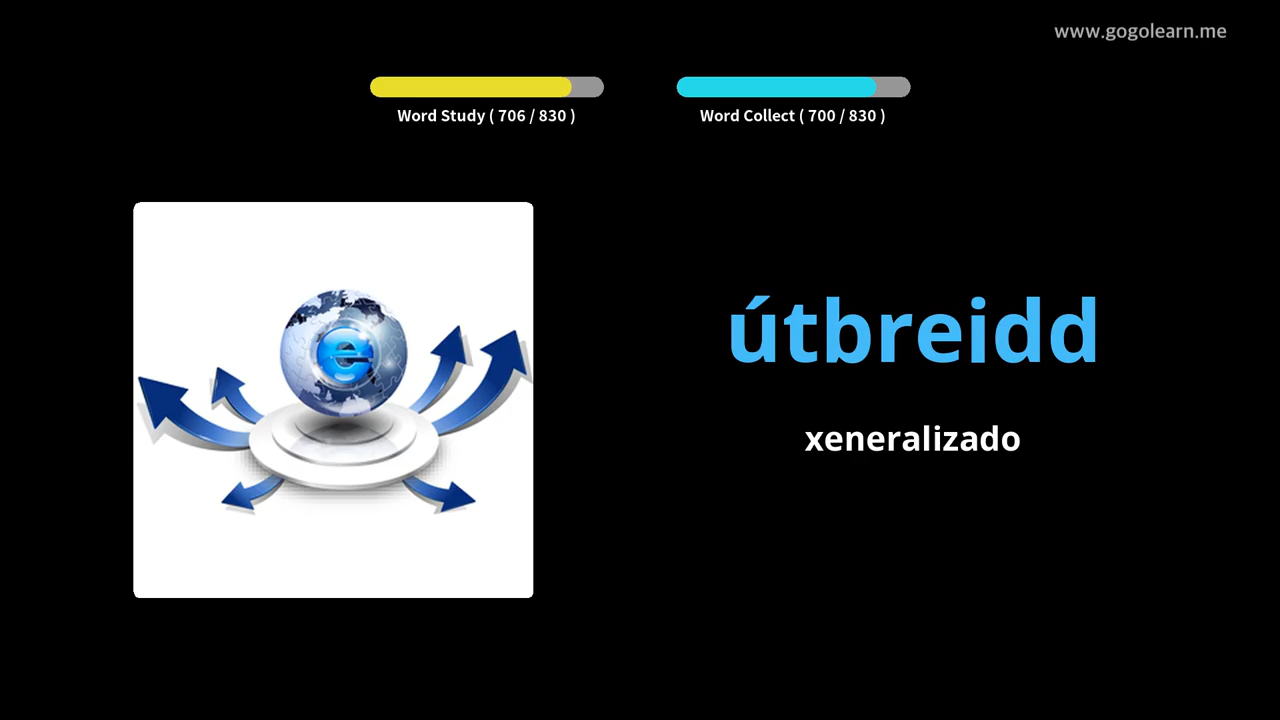 www.gogolearn.me
Word Study ( 706 / 830 )
Word Collect ( 700 / 830 )
e
útbreidd
xeneralizado